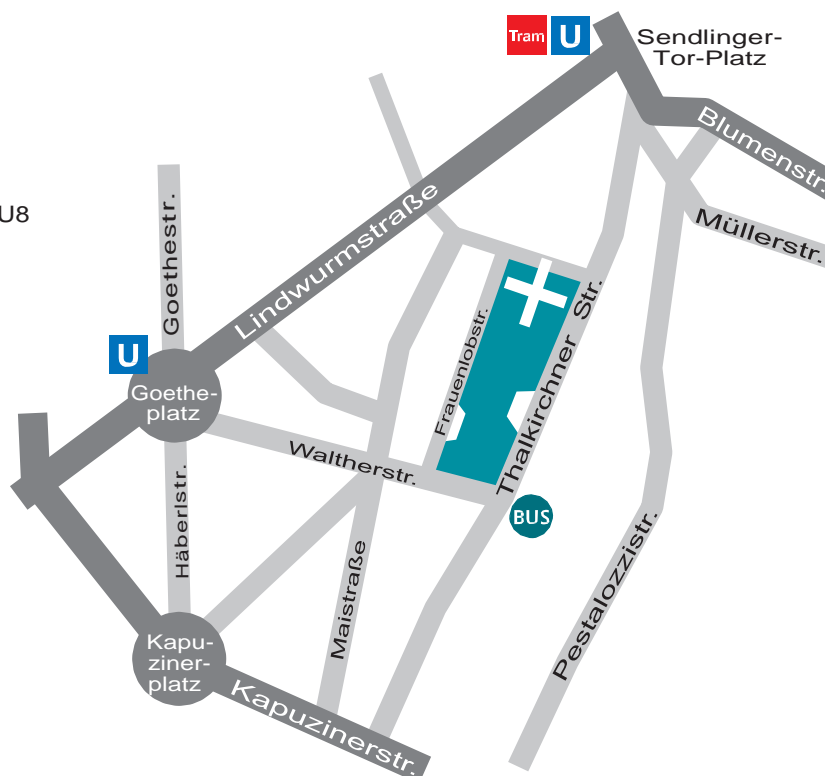 Tram
U
Sendlinger-
Tor-Platz
Blumenstr.
Müllerstr.
U8
Goethestr.
Lindwurmstraße
U
Goethe-
platz
Frauenlobstr.
Thalkirchner Str.
Waltherstr.
BUS
Häberlstr.
Maistraße
Pestalozzistr.
Kapu-
ziner-
platz
Kapuzinerstr.